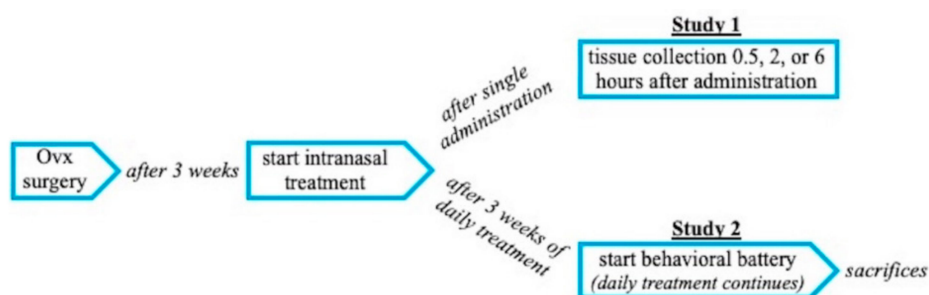 Study 1
tissue collection 0.5, 2, or 6
hours after administration
after single
administration
Ovx
surgery
after 3 weeks
start intranasal
treatment
after 3 weeks of
daily treatment
Study 2
start behavioral battery
(daily treatment continues)
sacrifices